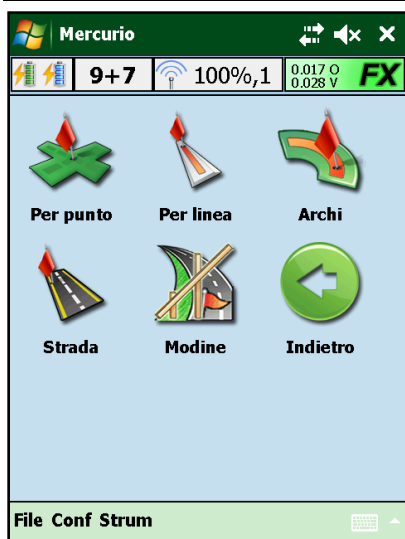 Mercurio
9+7 100%,1 0.017 O FX
0.028 V
Per punto Per linea Archi
Strada Modine Indietro
File Conf Strum